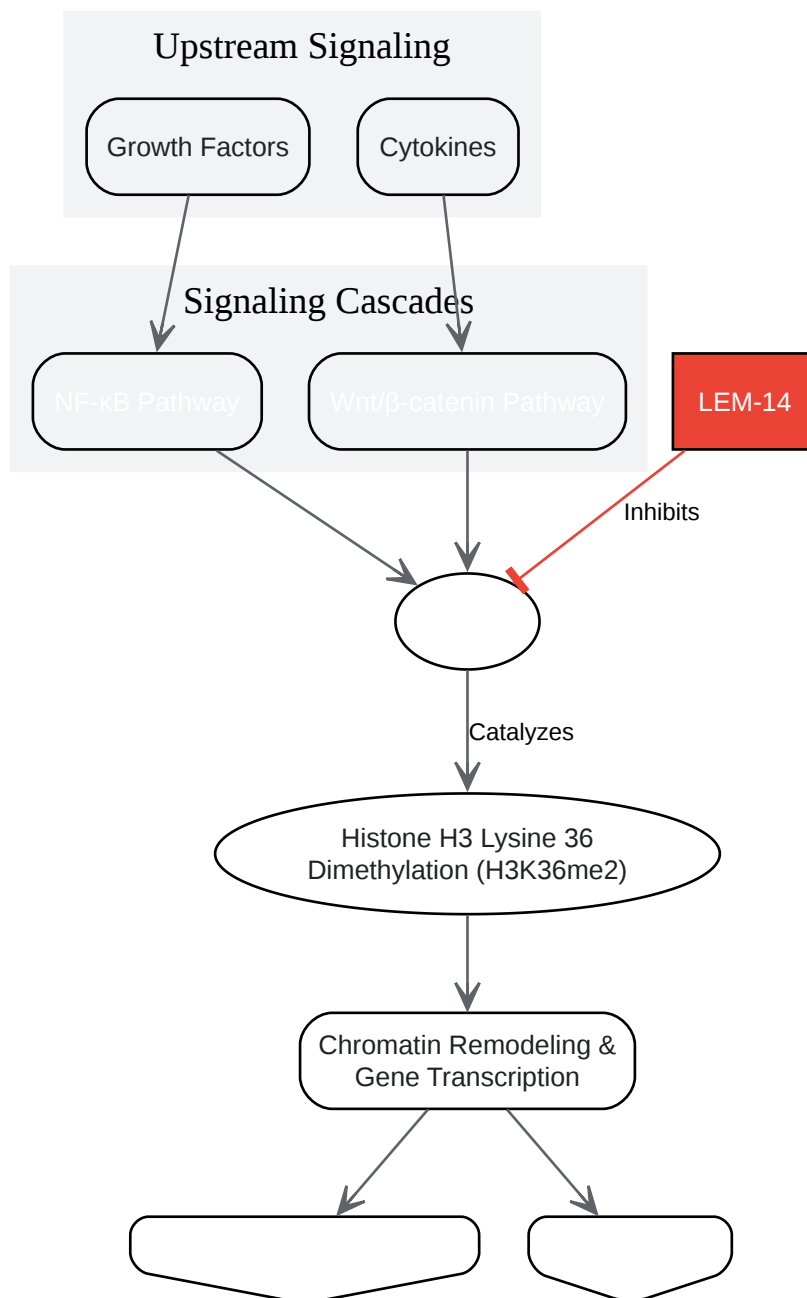 Upstream Signaling
Growth Factors
Cytokines
Signaling Cascades
NF-κB Pathway
Wnt/β-catenin Pathway
LEM-14
Inhibits
Catalyzes
Histone H3 Lysine 36
Dimethylation (H3K36me2)
Chromatin Remodeling &
Gene Transcription